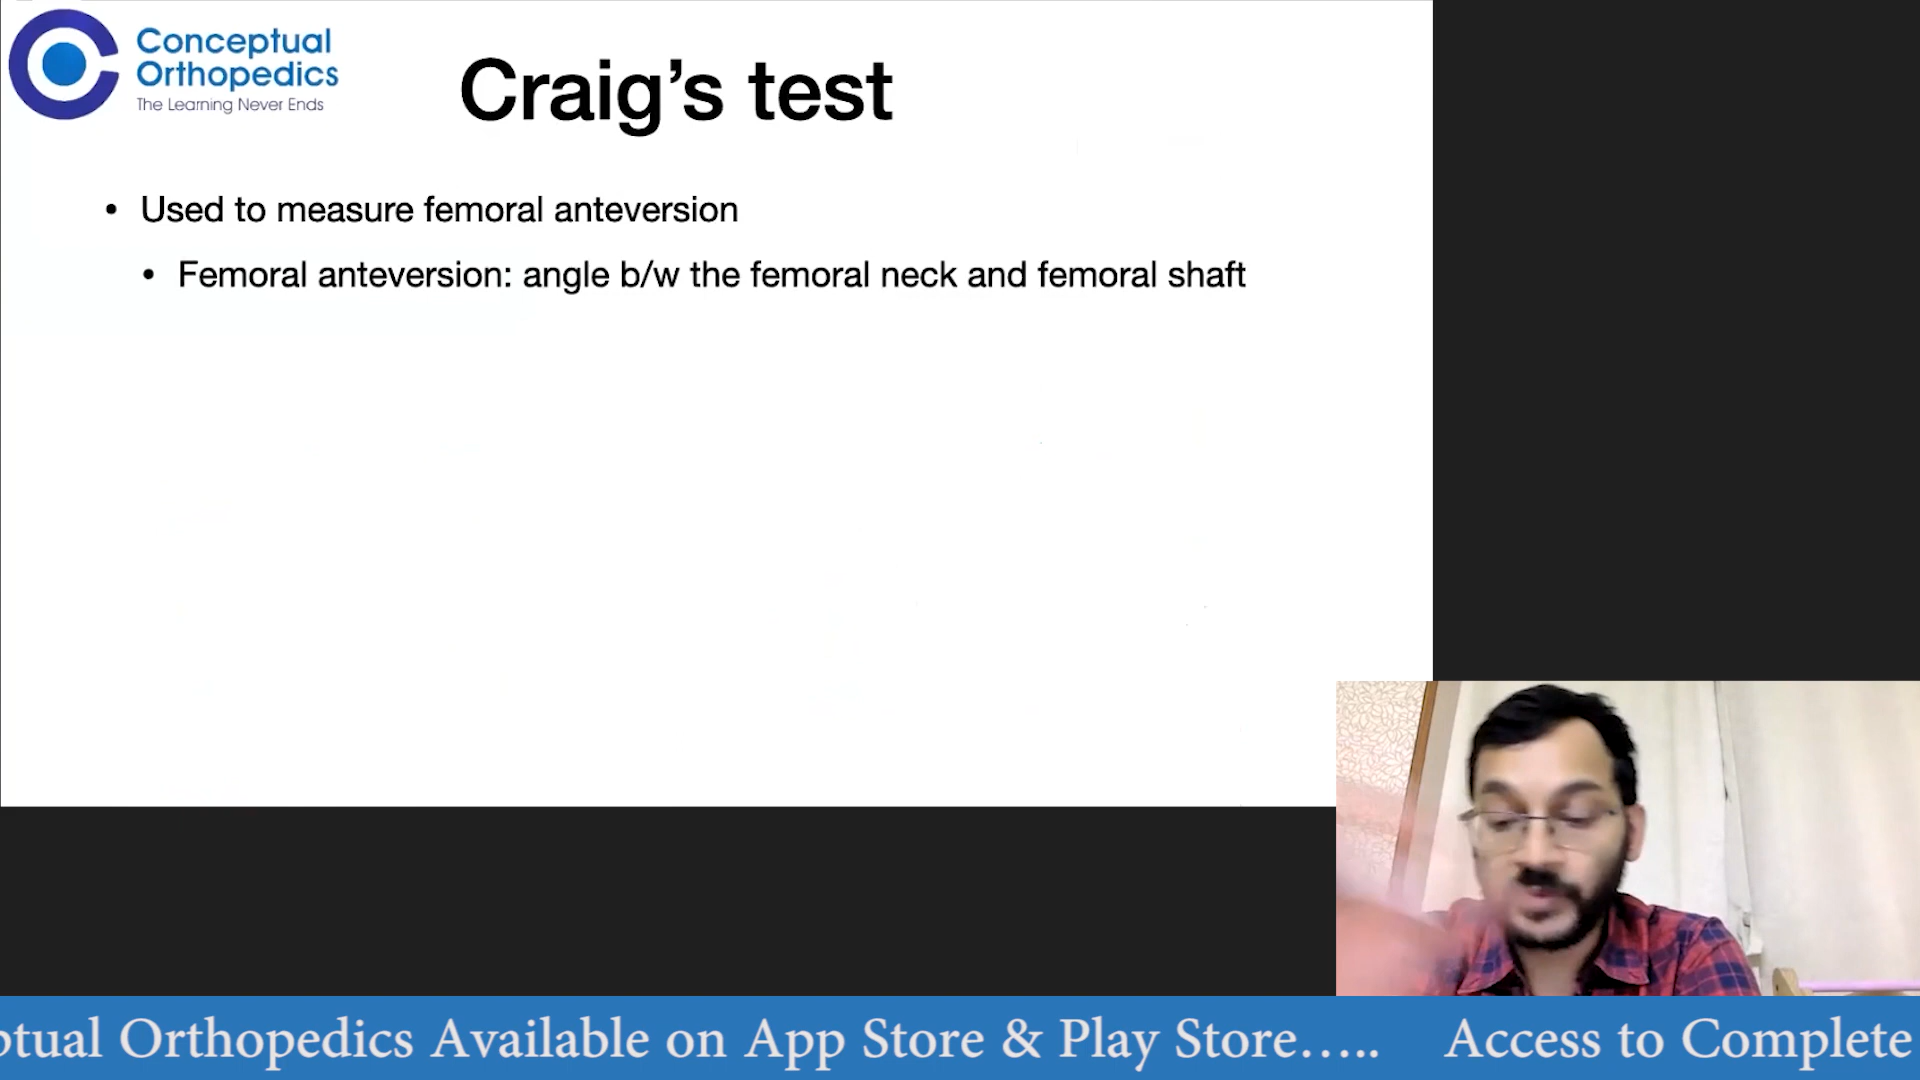 Conceptual
Orthopedics
The Learning Never Ends
Craig’s test
• Used to measure femoral anteversion
• Femoral anteversion: angle b/w the femoral neck and femoral shaft
ptual Orthopedics Available on App Store & Play Store..... Access to Complete